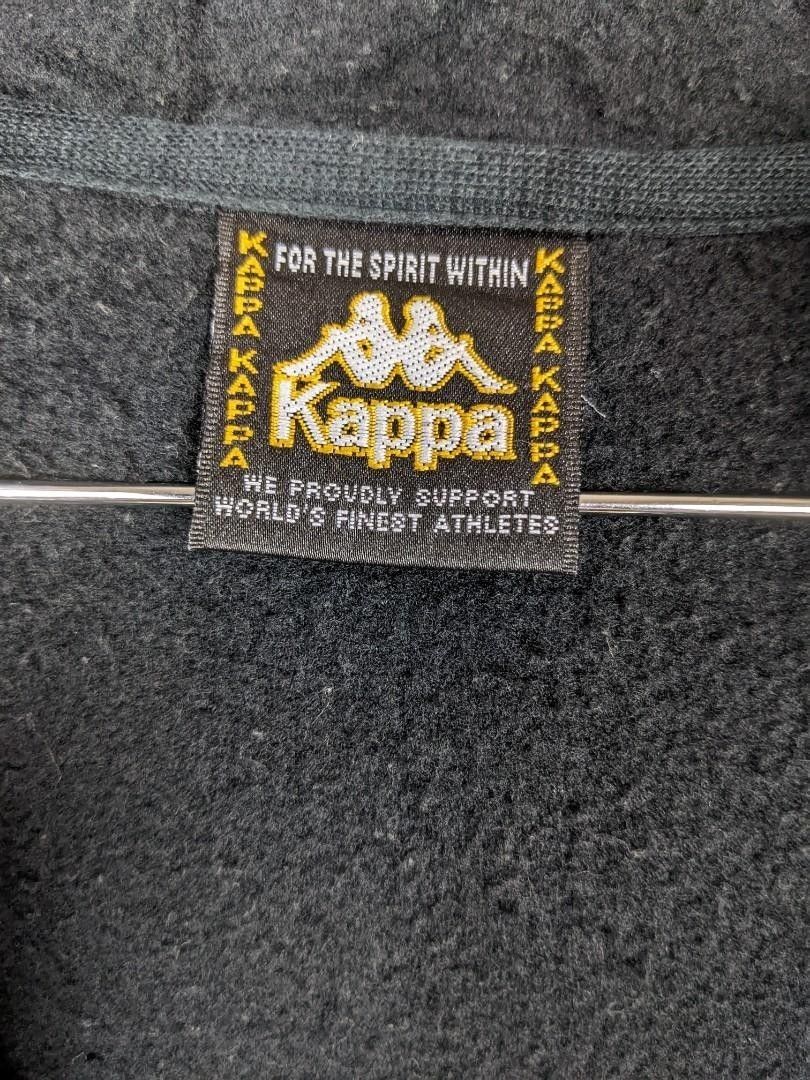 FOR THE SPIRIT WITHIN
KAPPA KAPPA
KAPPA KAPPA
Kappa
WE PROUDLY SUPPORT
WORLD'S FINEST ATHLETES